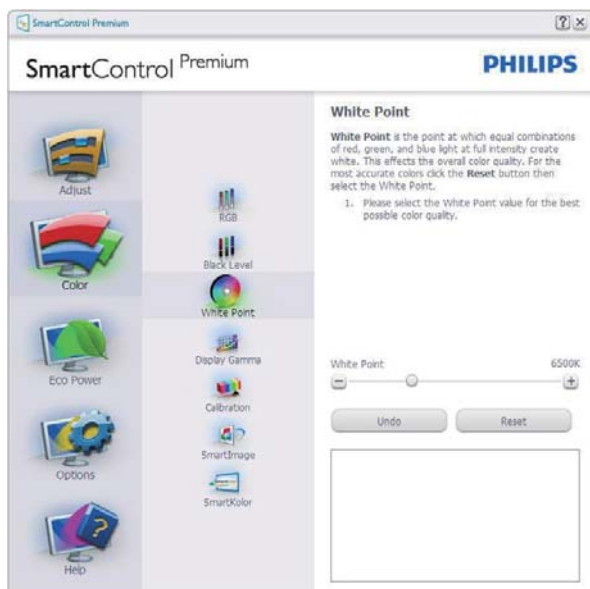 SmartControl Premium
SmartControl Premium
PHILIPS
Adjust
Color
Eco Power
Options
Help
RGB
Black Level
White Point
Display Gamma
Calibration
SmartImage
SmartKolor
White Point
White Point is the point at which equal combinations
of red, green, and blue light at full intensity create
white. This effects the overall color quality. For the
most accurate colors click the Reset button then
select the White Point.
1. Please select the White Point value for the best
possible color quality.
White Point 6500K
Undo Reset